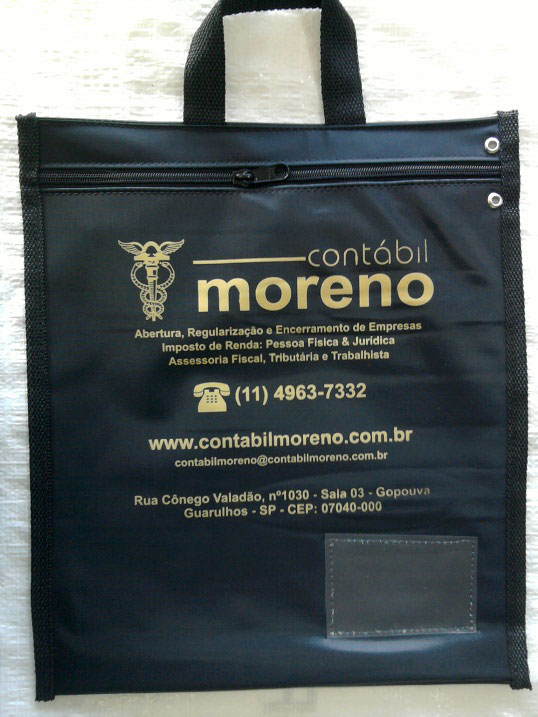 contábil
moreno
Abertura, Regularização e Encerramento de Empresas
Imposto de Renda: Pessoa Física & Jurídica
Assessoria Fiscal, Tributária e Trabalhista
(11) 4963-7332
www.contabilmoreno.com.br
contabilmoreno@contabilmoreno.com.br
Rua Cônego Valadão, nº1030 - Sala 03 - Gopouva
Guarulhos - SP - CEP: 07040-000